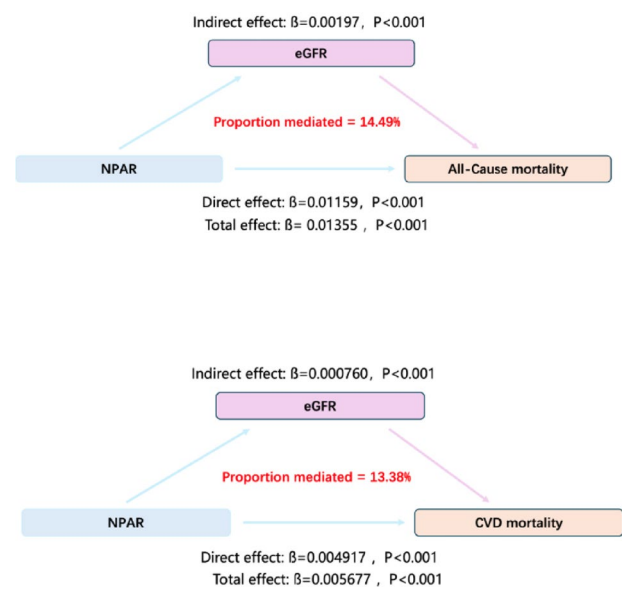 Indirect effect: ß=0.00197, P<0.001
eGFR
Proportion mediated = 14.49%
NPAR
All-Cause mortality
Direct effect: ß=0.01159, P<0.001
Total effect: ß= 0.01355 , P<0.001
Indirect effect: ß=0.000760, P<0.001
eGFR
Proportion mediated = 13.38%
NPAR
CVD mortality
Direct effect: ß=0.004917 , P<0.001
Total effect: ß=0.005677 , P<0.001